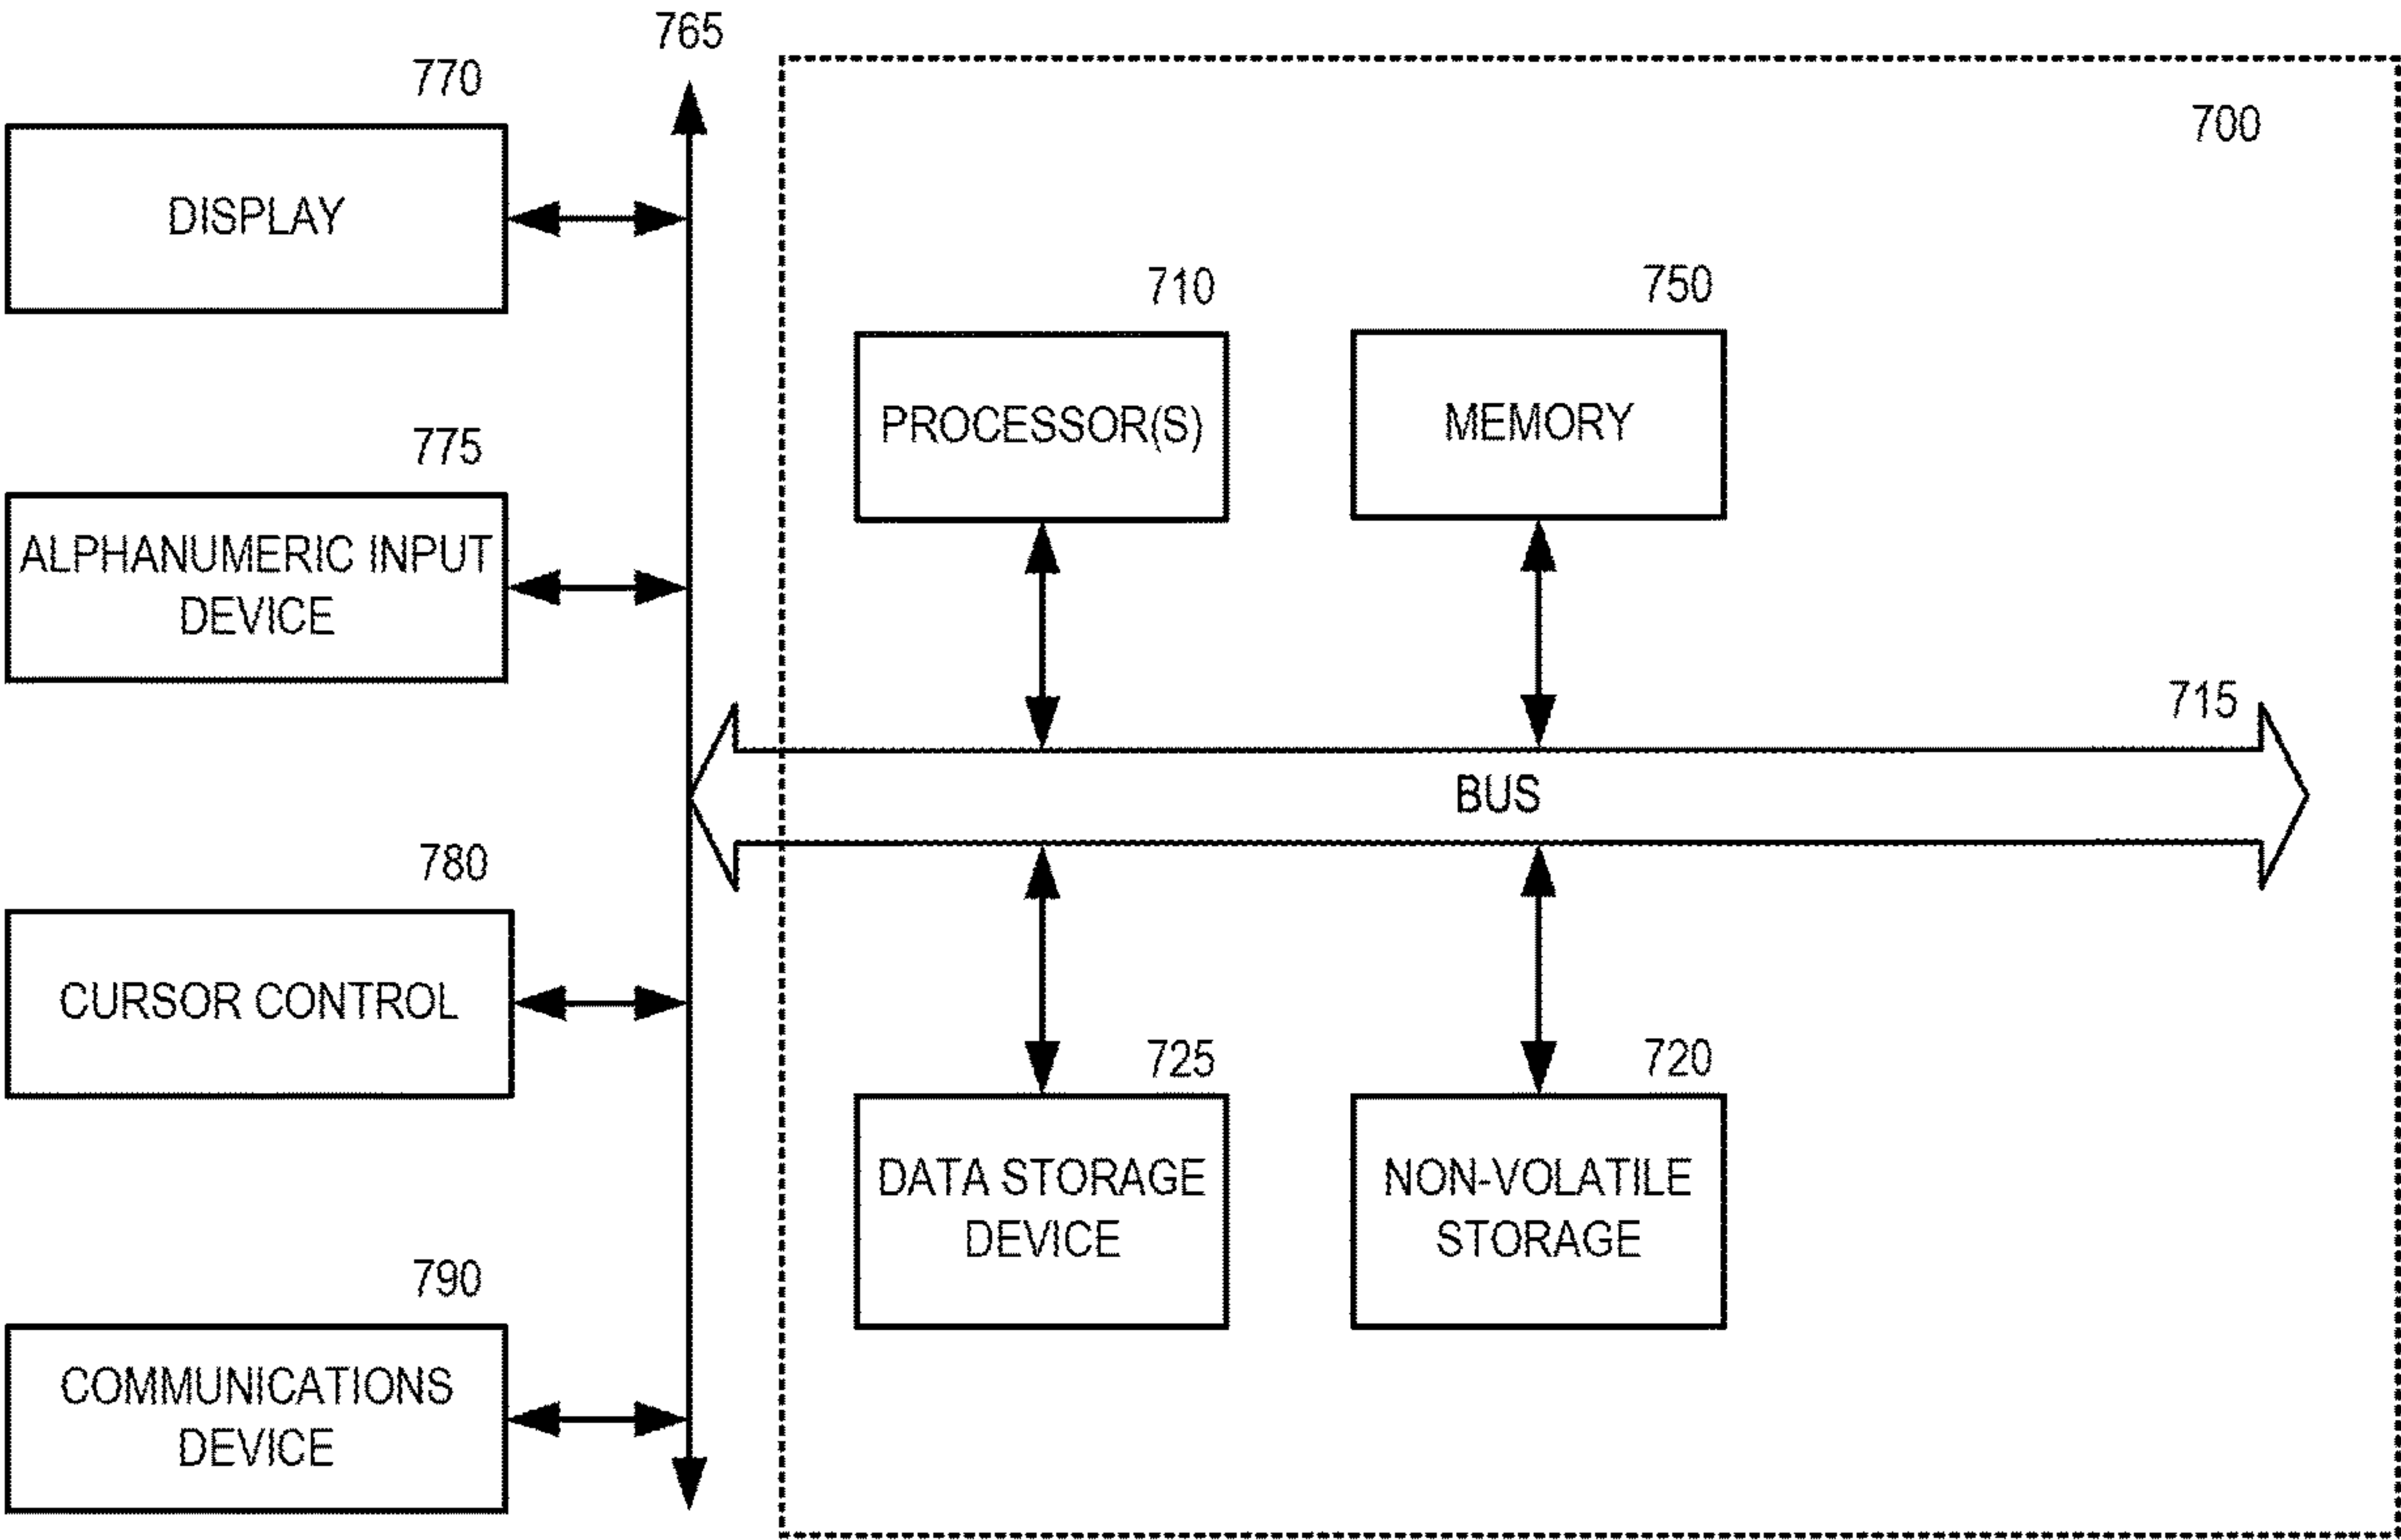 765
770
DISPLAY
775
ALPHANUMERIC INPUT
DEVICE
780
CURSOR CONTROL
790
COMMUNICATIONS
DEVICE
700
710
PROCESSOR(S)
750
MEMORY
715
BUS
725
DATA STORAGE
DEVICE
720
NON-VOLATILE
STORAGE